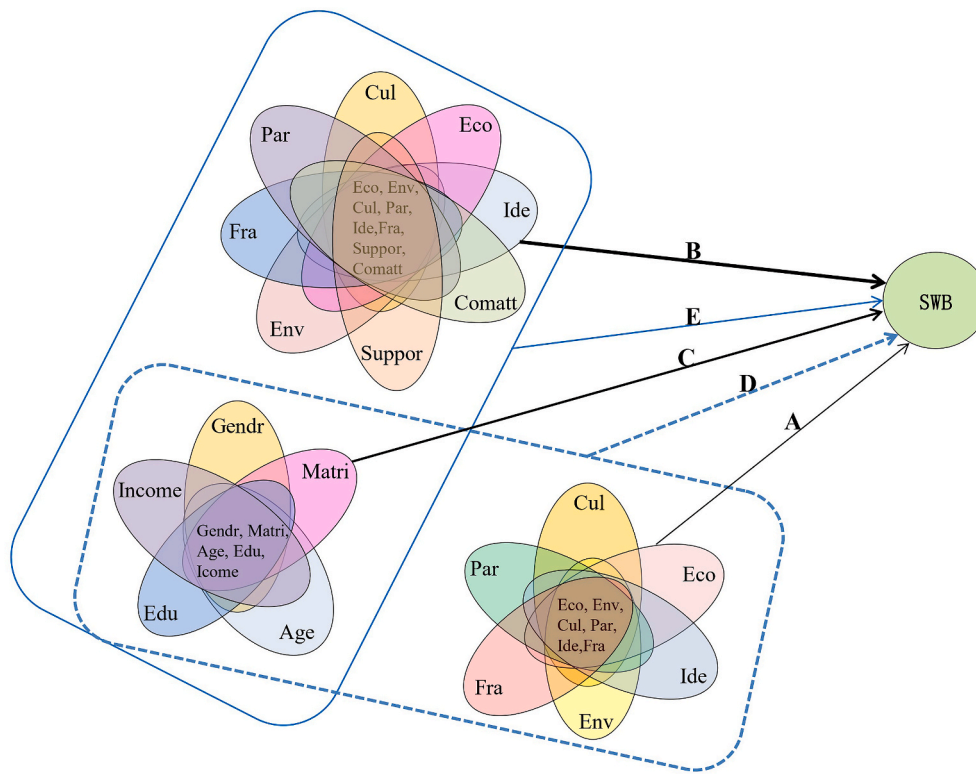 Cul
Eco
Par
Ide
Fra
Eco, Env,
Cul, Par,
Ide,Fra,
Suppor,
Comatt
Comatt
Env
Suppor
B
E
C
D
A
SWB
Gendr
Matri
Income
Gendr, Matri,
Age, Edu,
Icome
Edu
Age
Cul
Par
Eco
Eco, Env,
Cul, Par,
Ide,Fra
Fra
Ide
Env